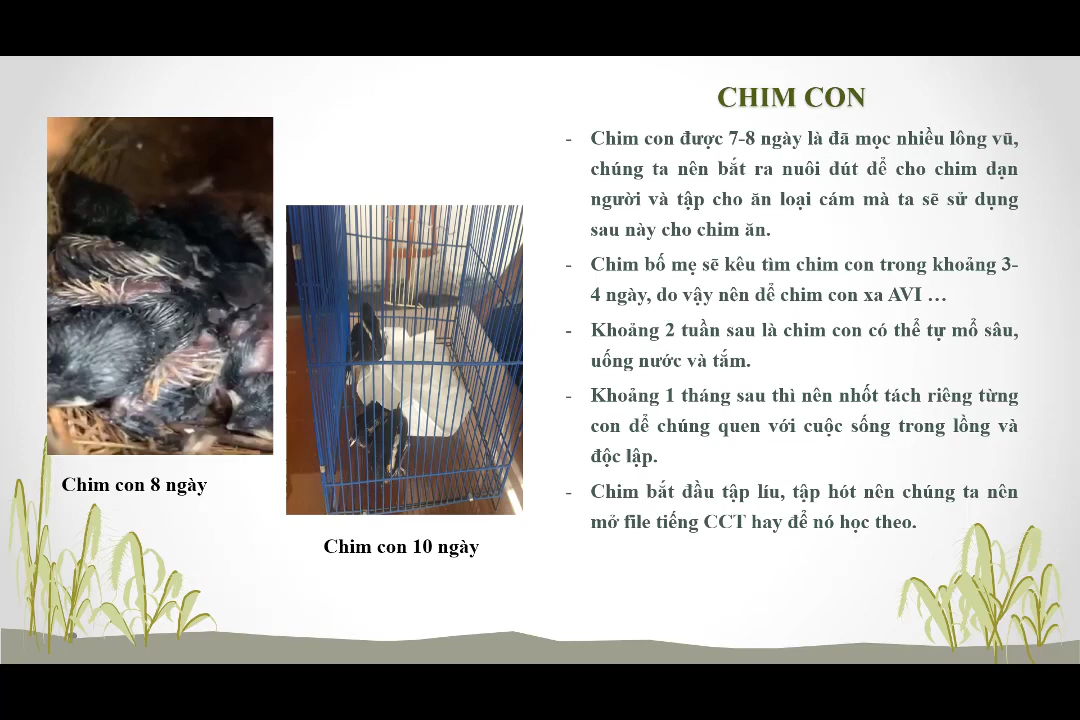 CHIM CON
- Chim con được 7-8 ngày là đã mọc nhiều lông vũ,
chúng ta nên bắt ra nuôi dút để cho chim dạn
người và tập cho ăn loại cám mà ta sẽ sử dụng
sau này cho chim ăn.
- Chim bố mẹ sẽ kêu tìm chim con trong khoảng 3-
4 ngày, do vậy nên để chim con xa AVI …
- Khoảng 2 tuần sau là chim con có thể tự mổ sâu,
uống nước và tắm.
- Khoảng 1 tháng sau thì nên nhốt tách riêng từng
con để chúng quen với cuộc sống trong lồng và
độc lập.
- Chim bắt đầu tập líu, tập hót nên chúng ta nên
mở file tiếng CCT hay để nó học theo.
Chim con 8 ngày
Chim con 10 ngày